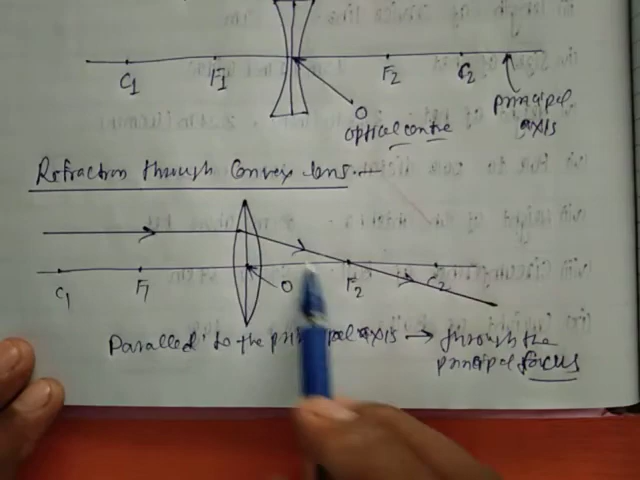 C1 F1 F2 C2
O
optical centre
principal
axis
Refraction through Convex lens :-
C1 F1 O F2 C2
Parallel to the principal axis → through the
principal focus